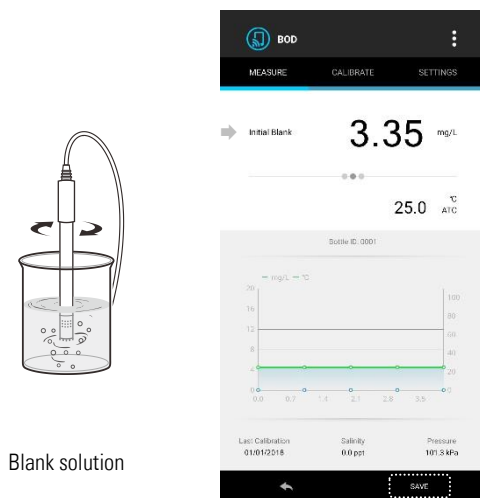 BOD
MEASURE CALIBRATE SETTINGS
Initial Blank 3.35 mg/L
25.0 °C
ATC
Bottle ID: 0001
mg/L °C
20 100
16 80
12 60
8 40
4 20
0 0
0.0 0.7 1.4 2.1 2.8 3.5
Last Calibration Salinity Pressure
01/01/2018 0.0 ppt 101.3 kPa
SAVE
Blank solution